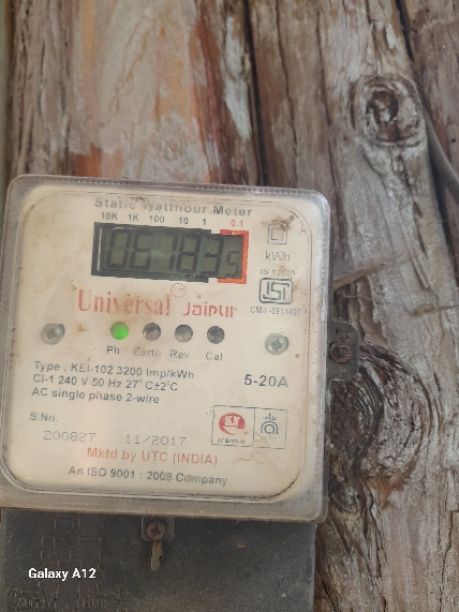 Static Watthour Meter
10K 1K 100 10 1 0.1
061835
kWh
Universal Jaipur
Ph Earth Rev Cal
Type : KEI-102 3200 Imp/kWh
5-20A
Cl-1 240 V 50 Hz 27°C±2°C
AC single phase 2-wire
S.No.
200827 11/2017
Mktd by UTC (INDIA)
An ISO 9001 : 2008 Company
Galaxy A12